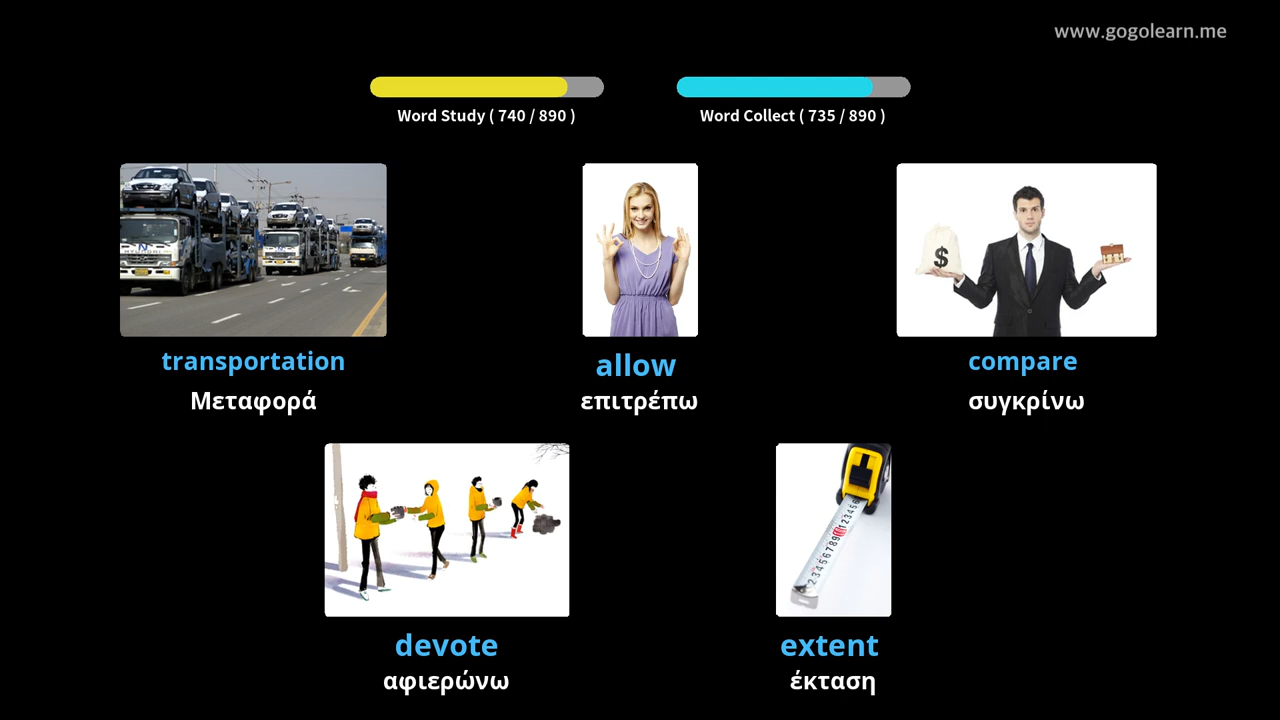 www.gogolearn.me
Word Study ( 740 / 890 )
Word Collect ( 735 / 890 )
transportation
Μεταφορά
allow
επιτρέπω
compare
συγκρίνω
devote
αφιερώνω
extent
έκταση